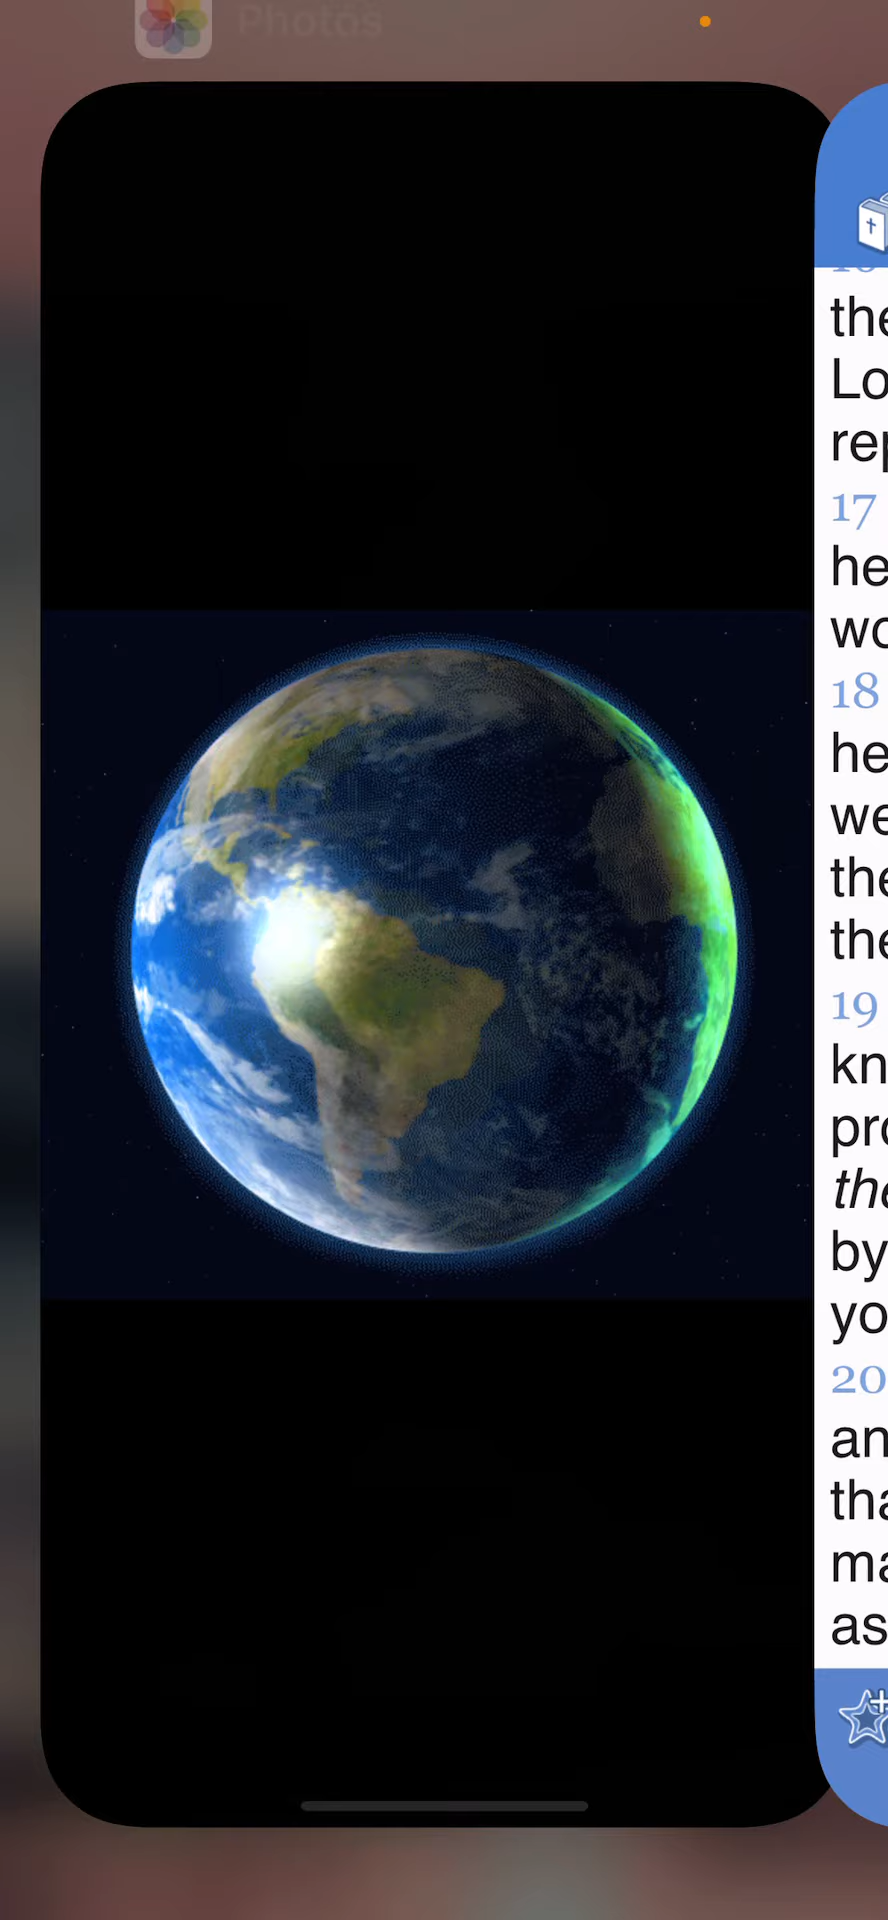 Photos
the
Lo
rep
17
he
wo
18
he
we
the
the
19
kn
pro
the
by
yo
20
an
tha
ma
as